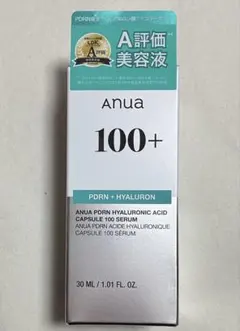 A評価
美容液
Anua
100+
PDRN + HYALURON
ANUA PDRN HYALURONIC ACID
CAPSULE 100 SERUM
ANUA PDRN ACIDE HYALURONIQUE
CAPSULE 100 SÉRUM
30 ML / 1.01 FL. OZ.